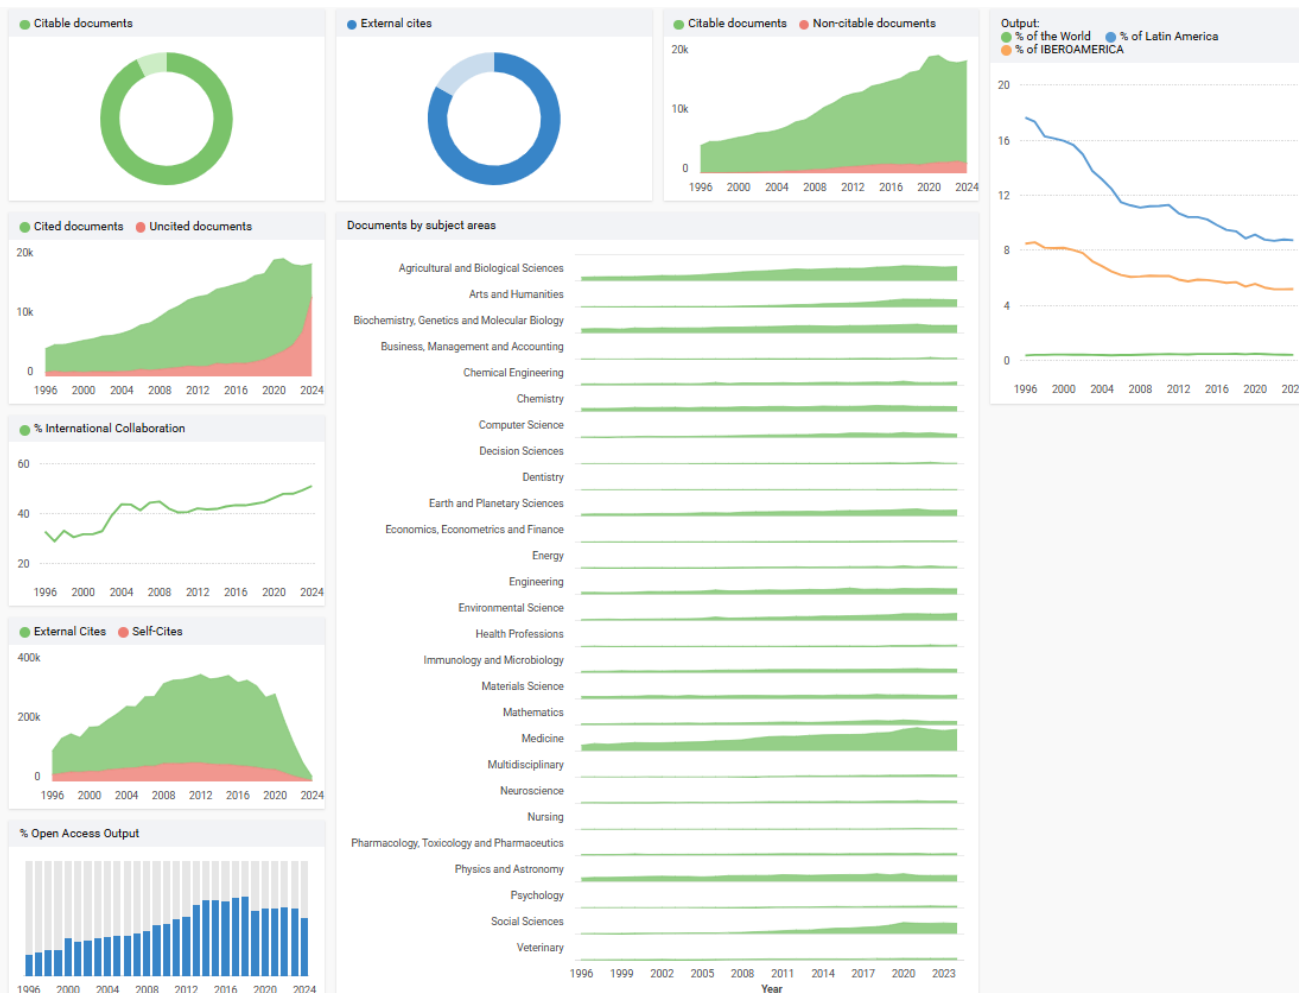 Citable documents
External cites
Citable documents Non-citable documents
20k
10k
0
1996 2000 2004 2008 2012 2016 2020 2024
Output:
% of the World % of Latin America
% of IBEROAMERICA
20
16
12
8
4
0
1996 2000 2004 2008 2012 2016 2020 202
Cited documents Uncited documents
20k
10k
0
1996 2000 2004 2008 2012 2016 2020 2024
% International Collaboration
60
40
20
1996 2000 2004 2008 2012 2016 2020 2024
External Cites Self-Cites
400k
200k
0
1996 2000 2004 2008 2012 2016 2020 2024
% Open Access Output
1996 2000 2004 2008 2012 2016 2020 2024
Documents by subject areas
Agricultural and Biological Sciences
Arts and Humanities
Biochemistry, Genetics and Molecular Biology
Business, Management and Accounting
Chemical Engineering
Chemistry
Computer Science
Decision Sciences
Dentistry
Earth and Planetary Sciences
Economics, Econometrics and Finance
Energy
Engineering
Environmental Science
Health Professions
Immunology and Microbiology
Materials Science
Mathematics
Medicine
Multidisciplinary
Neuroscience
Nursing
Pharmacology, Toxicology and Pharmaceutics
Physics and Astronomy
Psychology
Social Sciences
Veterinary
1996 1999 2002 2005 2008 2011 2014 2017 2020 2023
Year